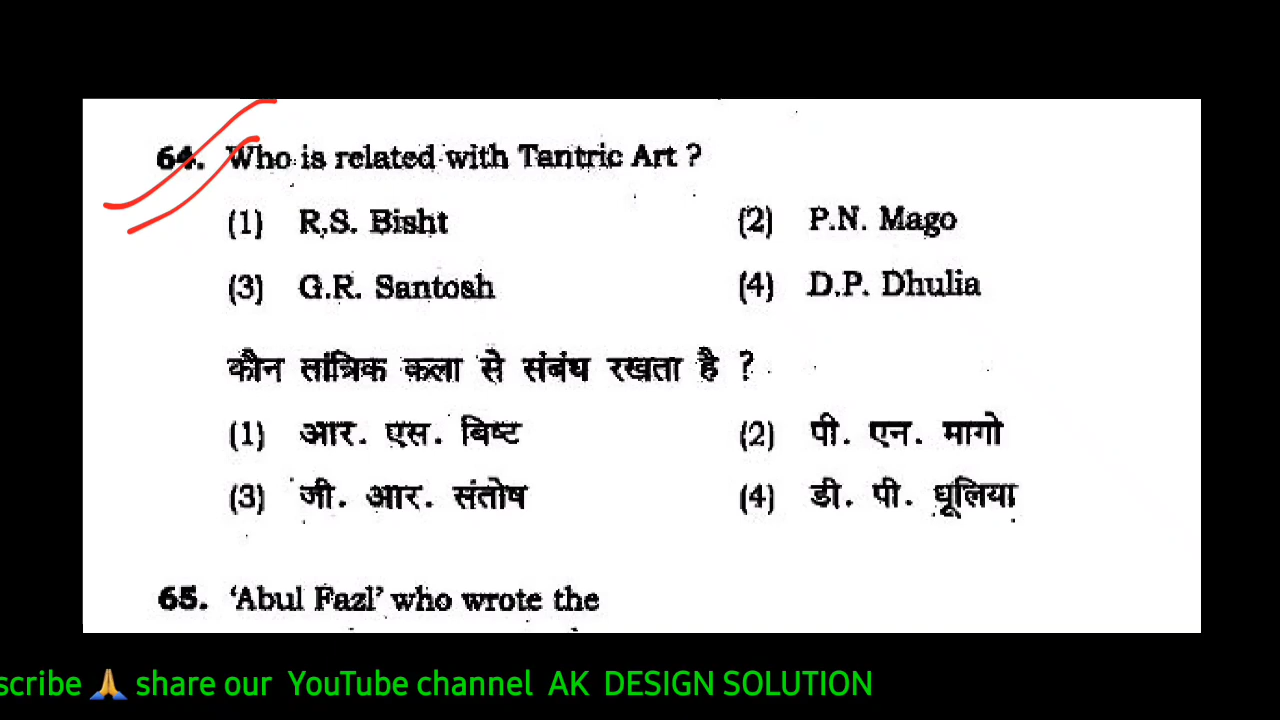 64. Who is related with Tantric Art ?
(1) R.S. Bisht (2) P.N. Mago
(3) G.R. Santosh (4) D.P. Dhulia
कौन तांत्रिक कला से संबंध रखता है ?
(1) आर. एस. बिष्ट (2) पी. एन. मागो
(3) जी. आर. संतोष (4) डी. पी. धूलिया
65. 'Abul Fazl' who wrote the
scribe 🙏 share our YouTube channel AK DESIGN SOLUTION